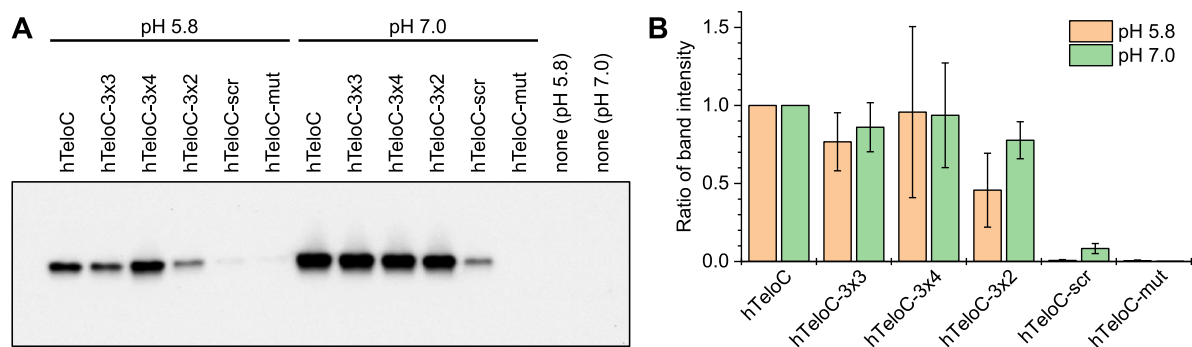 A
pH 5.8
pH 7.0
hTeloC
hTeloC-3x3
hTeloC-3x4
hTeloC-3x2
hTeloC-scr
hTeloC-mut
hTeloC
hTeloC-3x3
hTeloC-3x4
hTeloC-3x2
hTeloC-scr
hTeloC-mut
none (pH 5.8)
none (pH 7.0)
B
Ratio of band intensity
1.5
1.0
0.5
0.0
pH 5.8
pH 7.0
hTeloC
hTeloC-3x3
hTeloC-3x4
hTeloC-3x2
hTeloC-scr
hTeloC-mut